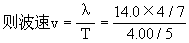 则波速v = λ/T = 14.0×4/7 / 4.00/5